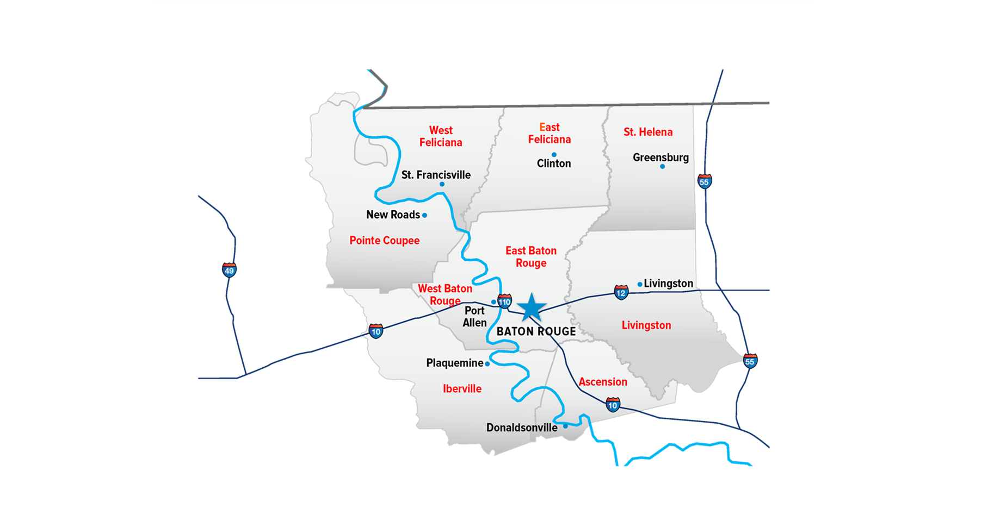 West
Feliciana
East
Feliciana
St. Helena
Greensburg
Clinton
St. Francisville
55
New Roads
Pointe Coupee
East Baton
Rouge
49
Livingston
West Baton
Rouge
12
110
Port
Allen
10
BATON ROUGE
Livingston
Plaquemine
55
Iberville
Ascension
10
Donaldsonville